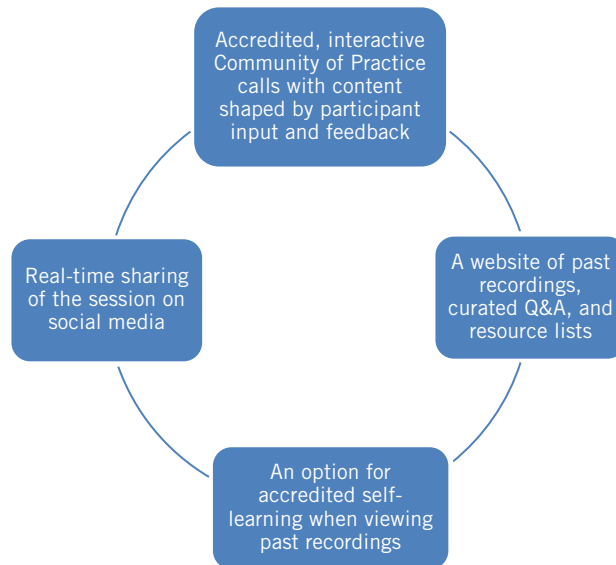 Accredited, interactive
Community of Practice
calls with content
shaped by participant
input and feedback
A website of past
recordings,
curated Q&A, and
resource lists
An option for
accredited self-
learning when viewing
past recordings
Real-time sharing
of the session on
social media